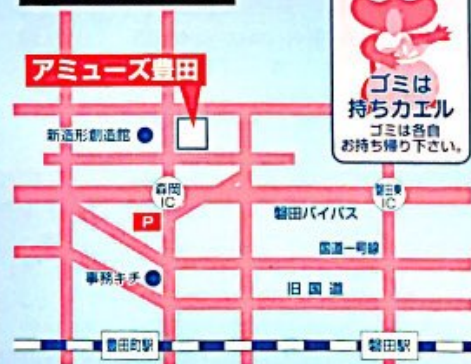 ゴミは
持ちカエル
ゴミは各自
お持ち帰り下さい。
アミューズ豊田
新造形創造館
森岡
IC
磐田東
IC
P
磐田バイパス
国道一号線
事務キチ
旧国道
豊田町駅
磐田駅